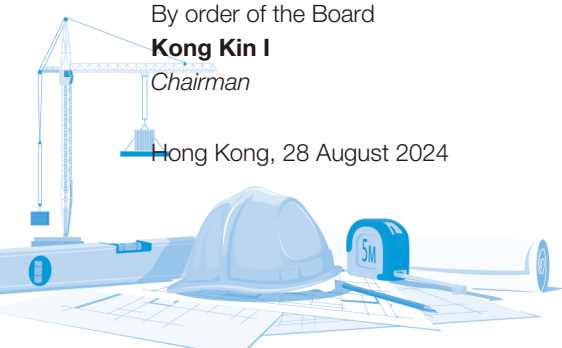 By order of the Board
Kong Kin I
Chairman
Hong Kong, 28 August 2024
5M